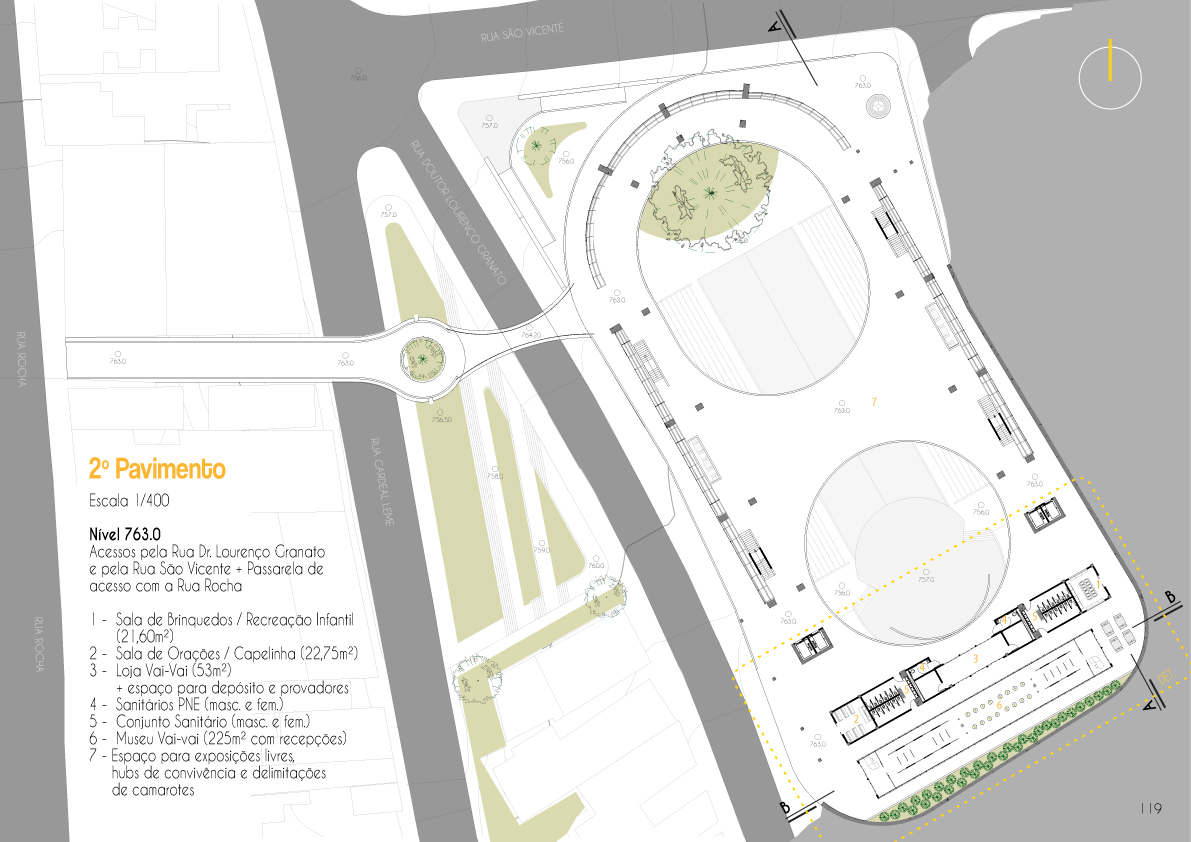 RUA SÃO VICENTE
A
756.0
763.0
757.0
756.0
RUA DOUTOR LOURENÇO GRANATO
757.0
763.0
764.20
RUA ROCHA
763.0
763.0
763.0
7
756.50
RUA CARDEAL LEME
758.0
763.0
756.0
759.0
760.0
757.0
756.0
763.0
2º Pavimento
Escala 1/400
Nível 763.0
Acessos pela Rua Dr. Lourenço Granato
e pela Rua São Vicente + Passarela de
acesso com a Rua Rocha
1 - Sala de Brinquedos / Recreação Infantil
(21,60m²)
2 - Sala de Orações / Capelinha (22,75m²)
3 - Loja Vai-Vai (53m²)
+ espaço para depósito e provadores
4 - Sanitários PNE (masc. e fem.)
5 - Conjunto Sanitário (masc. e fem.)
6 - Museu Vai-vai (225m² com recepções)
7 - Espaço para exposições livres,
hubs de convivência e delimitações
de camarotes
RUA ROCHA
1
B
5
4
3
4
5
2
6
DET.
A
763.0
B
119